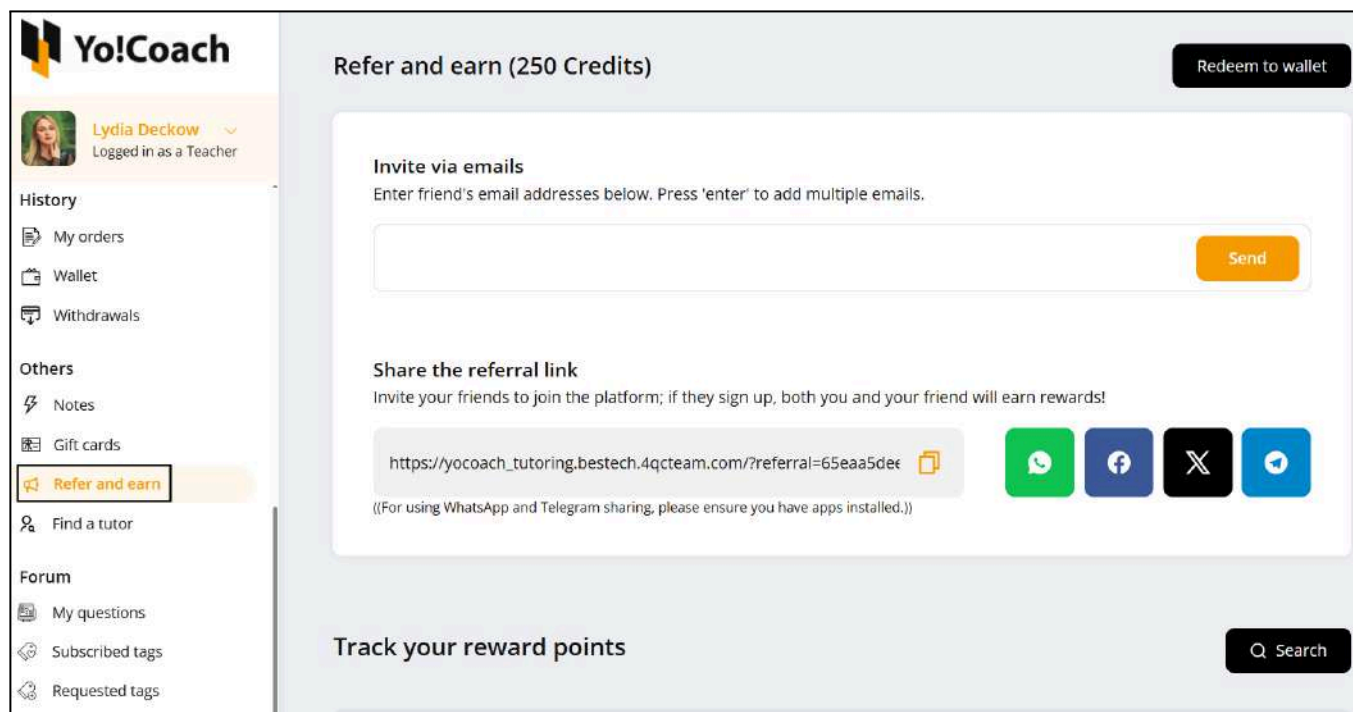 Yo!Coach
Lydia Deckow
Logged in as a Teacher
History
My orders
Wallet
Withdrawals
Others
Notes
Gift cards
Refer and earn
Find a tutor
Forum
My questions
Subscribed tags
Requested tags
Refer and earn (250 Credits)
Redeem to wallet
Invite via emails
Enter friend's email addresses below. Press 'enter' to add multiple emails.
Send
Share the referral link
Invite your friends to join the platform; if they sign up, both you and your friend will earn rewards!
https://yocoach_tutoring.bestech.4qcteam.com/?referral=65eaa5dee
((For using WhatsApp and Telegram sharing, please ensure you have apps installed.))
Track your reward points
Search